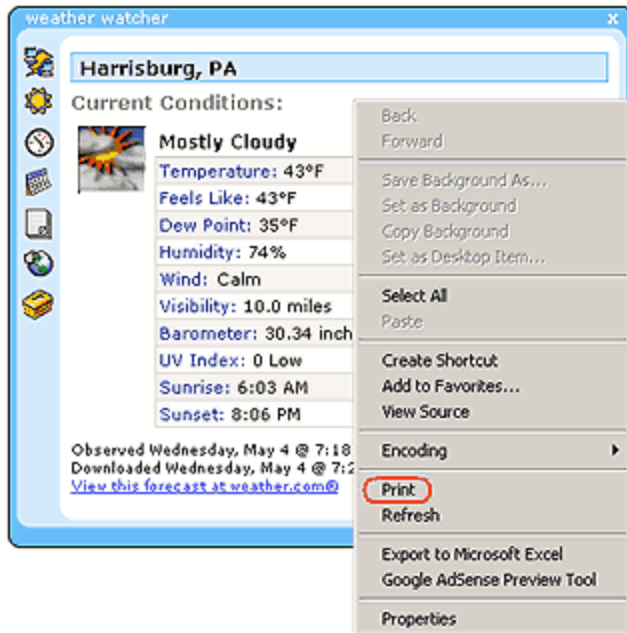 weather watcher
x
Harrisburg, PA
Current Conditions:
Mostly Cloudy
Temperature: 43°F
Feels Like: 43°F
Dew Point: 35°F
Humidity: 74%
Wind: Calm
Visibility: 10.0 miles
Barometer: 30.34 inch
UV Index: 0 Low
Sunrise: 6:03 AM
Sunset: 8:06 PM
Observed Wednesday, May 4 @ 7:18
Downloaded Wednesday, May 4 @ 7:2
View this forecast at weather.com®
Back
Forward
Save Background As...
Set as Background
Copy Background
Set as Desktop Item...
Select All
Paste
Create Shortcut
Add to Favorites...
View Source
Encoding
Print
Refresh
Export to Microsoft Excel
Google AdSense Preview Tool
Properties